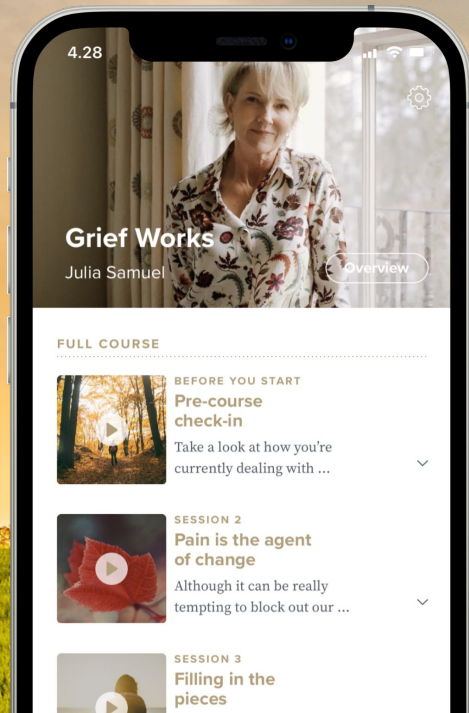 4.28
Grief Works
Julia Samuel
Overview
FULL COURSE
BEFORE YOU START
Pre-course
check-in
Take a look at how you're
currently dealing with ...
SESSION 2
Pain is the agent
of change
Although it can be really
tempting to block out our ...
SESSION 3
Filling in the
pieces